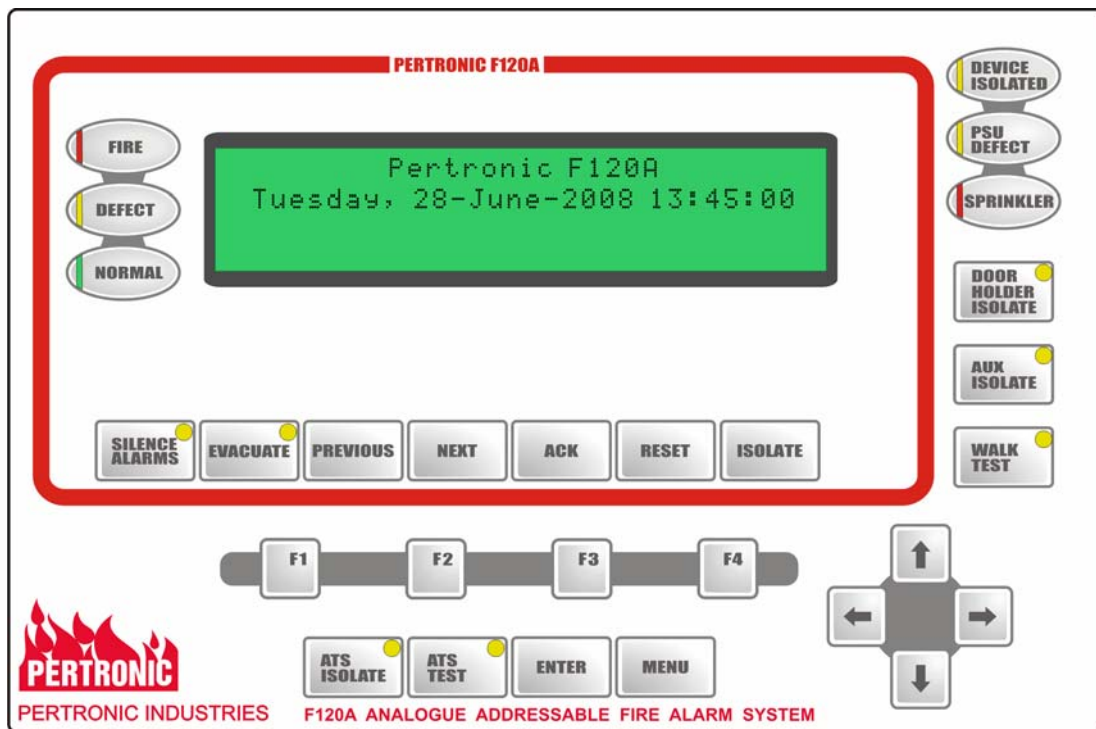 PERTRONIC F120A
FIRE
DEFECT
NORMAL
Pertronic F120A
Tuesday, 28-June-2008 13:45:00
DEVICE
ISOLATED
PSU
DEFECT
SPRINKLER
DOOR
HOLDER
ISOLATE
AUX
ISOLATE
WALK
TEST
SILENCE
ALARMS
EVACUATE
PREVIOUS
NEXT
ACK
RESET
ISOLATE
F1
F2
F3
F4
ATS
ISOLATE
ATS
TEST
ENTER
MENU
PERTRONIC
PERTRONIC INDUSTRIES
F120A ANALOGUE ADDRESSABLE FIRE ALARM SYSTEM